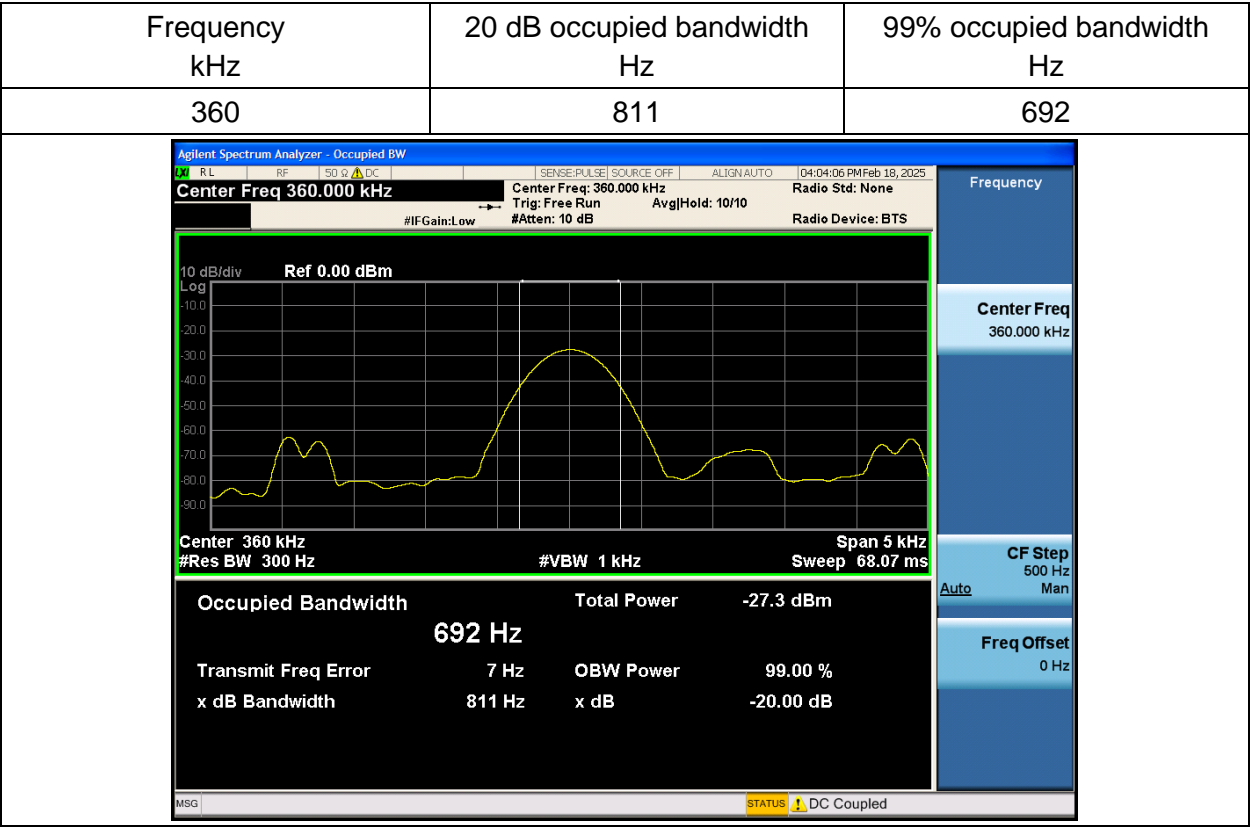 Frequency
kHz
20 dB occupied bandwidth
Hz
99% occupied bandwidth
Hz
360
811
692
Agilent Spectrum Analyzer - Occupied BW
LXI RL RF 50 Ω DC SENSE:PULSE SOURCE OFF ALIGN AUTO 04:04:06 PM Feb 18, 2025
Center Freq 360.000 kHz
Center Freq: 360.000 kHz
Radio Std: None
Trig: Free Run
Avg|Hold: 10/10
#IFGain:Low
#Atten: 10 dB
Radio Device: BTS
10 dB/div
Ref 0.00 dBm
Log
-10.0
-20.0
-30.0
-40.0
-50.0
-60.0
-70.0
-80.0
-90.0
Center 360 kHz
Span 5 kHz
#Res BW 300 Hz
#VBW 1 kHz
Sweep 68.07 ms
Occupied Bandwidth
Total Power
-27.3 dBm
692 Hz
Transmit Freq Error
7 Hz
OBW Power
99.00 %
x dB Bandwidth
811 Hz
x dB
-20.00 dB
Frequency
Center Freq
360.000 kHz
CF Step
500 Hz
Auto
Man
Freq Offset
0 Hz
MSG
STATUS
DC Coupled